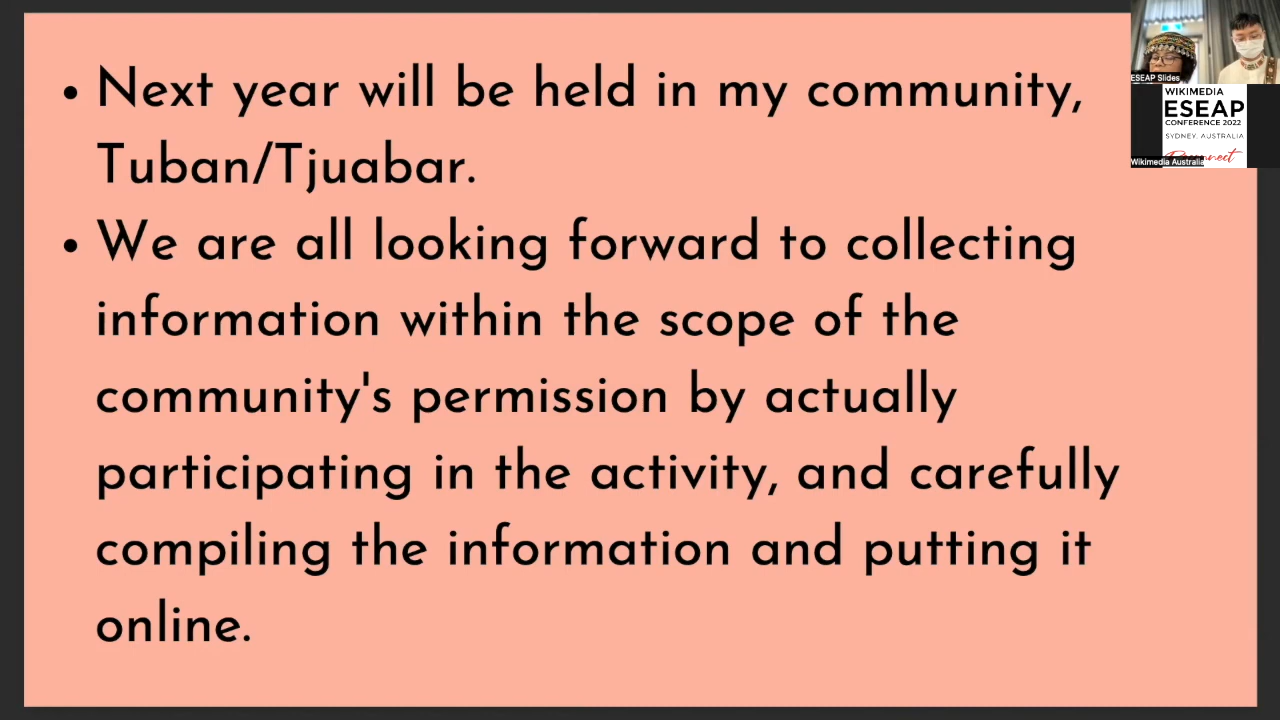 • Next year will be held in my community,
Tuban/Tjuabar.
• We are all looking forward to collecting
information within the scope of the
community's permission by actually
participating in the activity, and carefully
compiling the information and putting it
online.
ESEAP Slides
WIKIMEDIA
ESEAP
CONFERENCE 2022
SYDNEY, AUSTRALIA
Wikimedia Australia